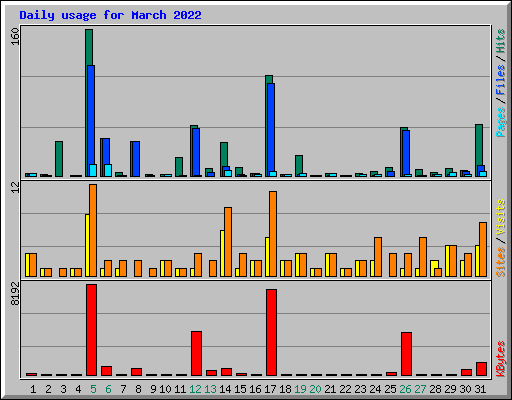 Daily usage for March 2022
160
Pages / Files / Hits
12
Sites / Visits
8192
KBytes
1 2 3 4 5 6 7 8 9 10 11 12 13 14 15 16 17 18 19 20 21 22 23 24 25 26 27 28 29 30 31